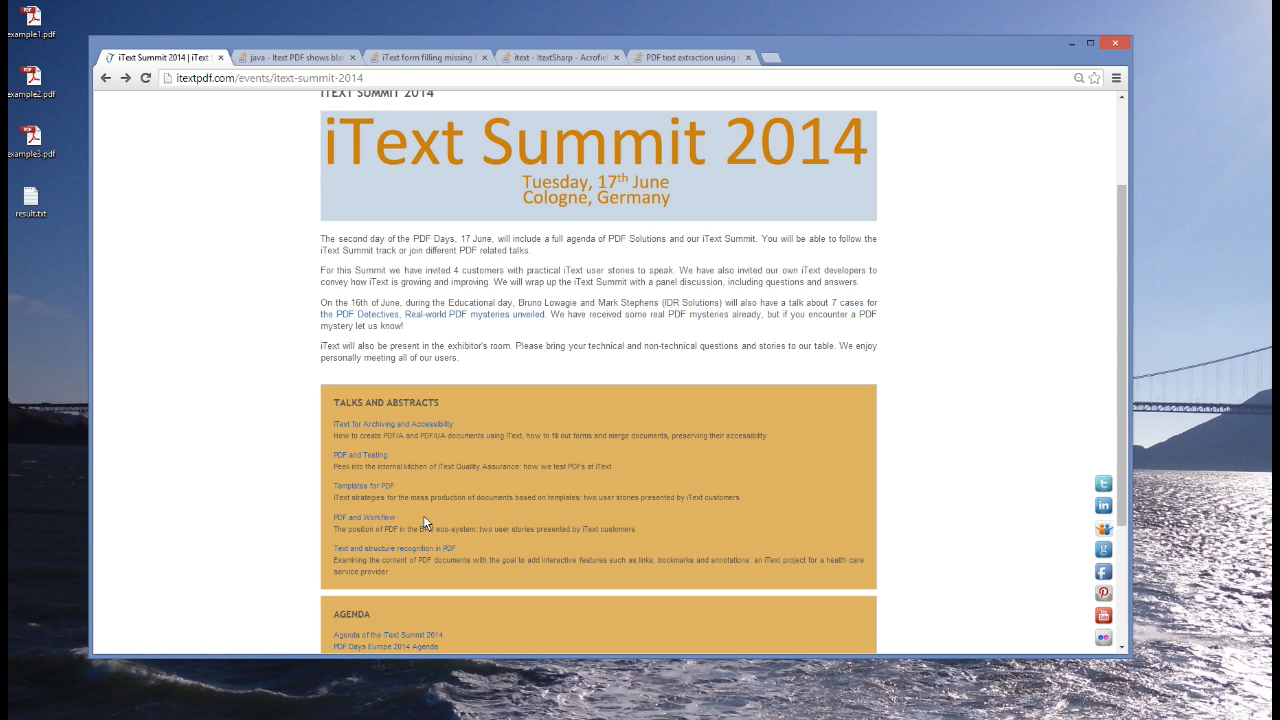 example1.pdf
example2.pdf
example3.pdf
result.txt
iText Summit 2014 | iText S
java - Itext PDF shows bla
iText form filling missing l
itext - ItextSharp - Acrofie
PDF text extraction using i
itextpdf.com/events/itext-summit-2014
ITEXT SUMMIT 2014
iText Summit 2014
Tuesday, 17th June
Cologne, Germany
The second day of the PDF Days, 17 June, will include a full agenda of PDF Solutions and our iText Summit. You will be able to follow the
iText Summit track or join different PDF related talks.
For this Summit we have invited 4 customers with practical iText user stories to speak. We have also invited our own iText developers to
convey how iText is growing and improving. We will wrap up the iText Summit with a panel discussion, including questions and answers.
On the 16th of June, during the Educational day, Bruno Lowagie and Mark Stephens (IDR Solutions) will also have a talk about 7 cases for
the PDF Detectives, Real-world PDF mysteries unveiled. We have received some real PDF mysteries already, but if you encounter a PDF
mystery let us know!
iText will also be present in the exhibitor's room. Please bring your technical and non-technical questions and stories to our table. We enjoy
personally meeting all of our users.
TALKS AND ABSTRACTS
iText for Archiving and Accessibility
How to create PDF/A and PDF/UA documents using iText, how to fill out forms and merge documents, preserving their accessibility
PDF and Testing
Peek into the internal kitchen of iText Quality Assurance: how we test PDFs at iText
Templates for PDF
iText strategies for the mass production of documents based on templates: two user stories presented by iText customers
PDF and Workflow
The position of PDF in the eco-system: two user stories presented by iText customers
Text and structure recognition in PDF
Examining the content of PDF documents with the goal to add interactive features such as links, bookmarks and annotations: an iText project for a health care
service provider
AGENDA
Agenda of the iText Summit 2014
PDF Days Europe 2014 Agenda